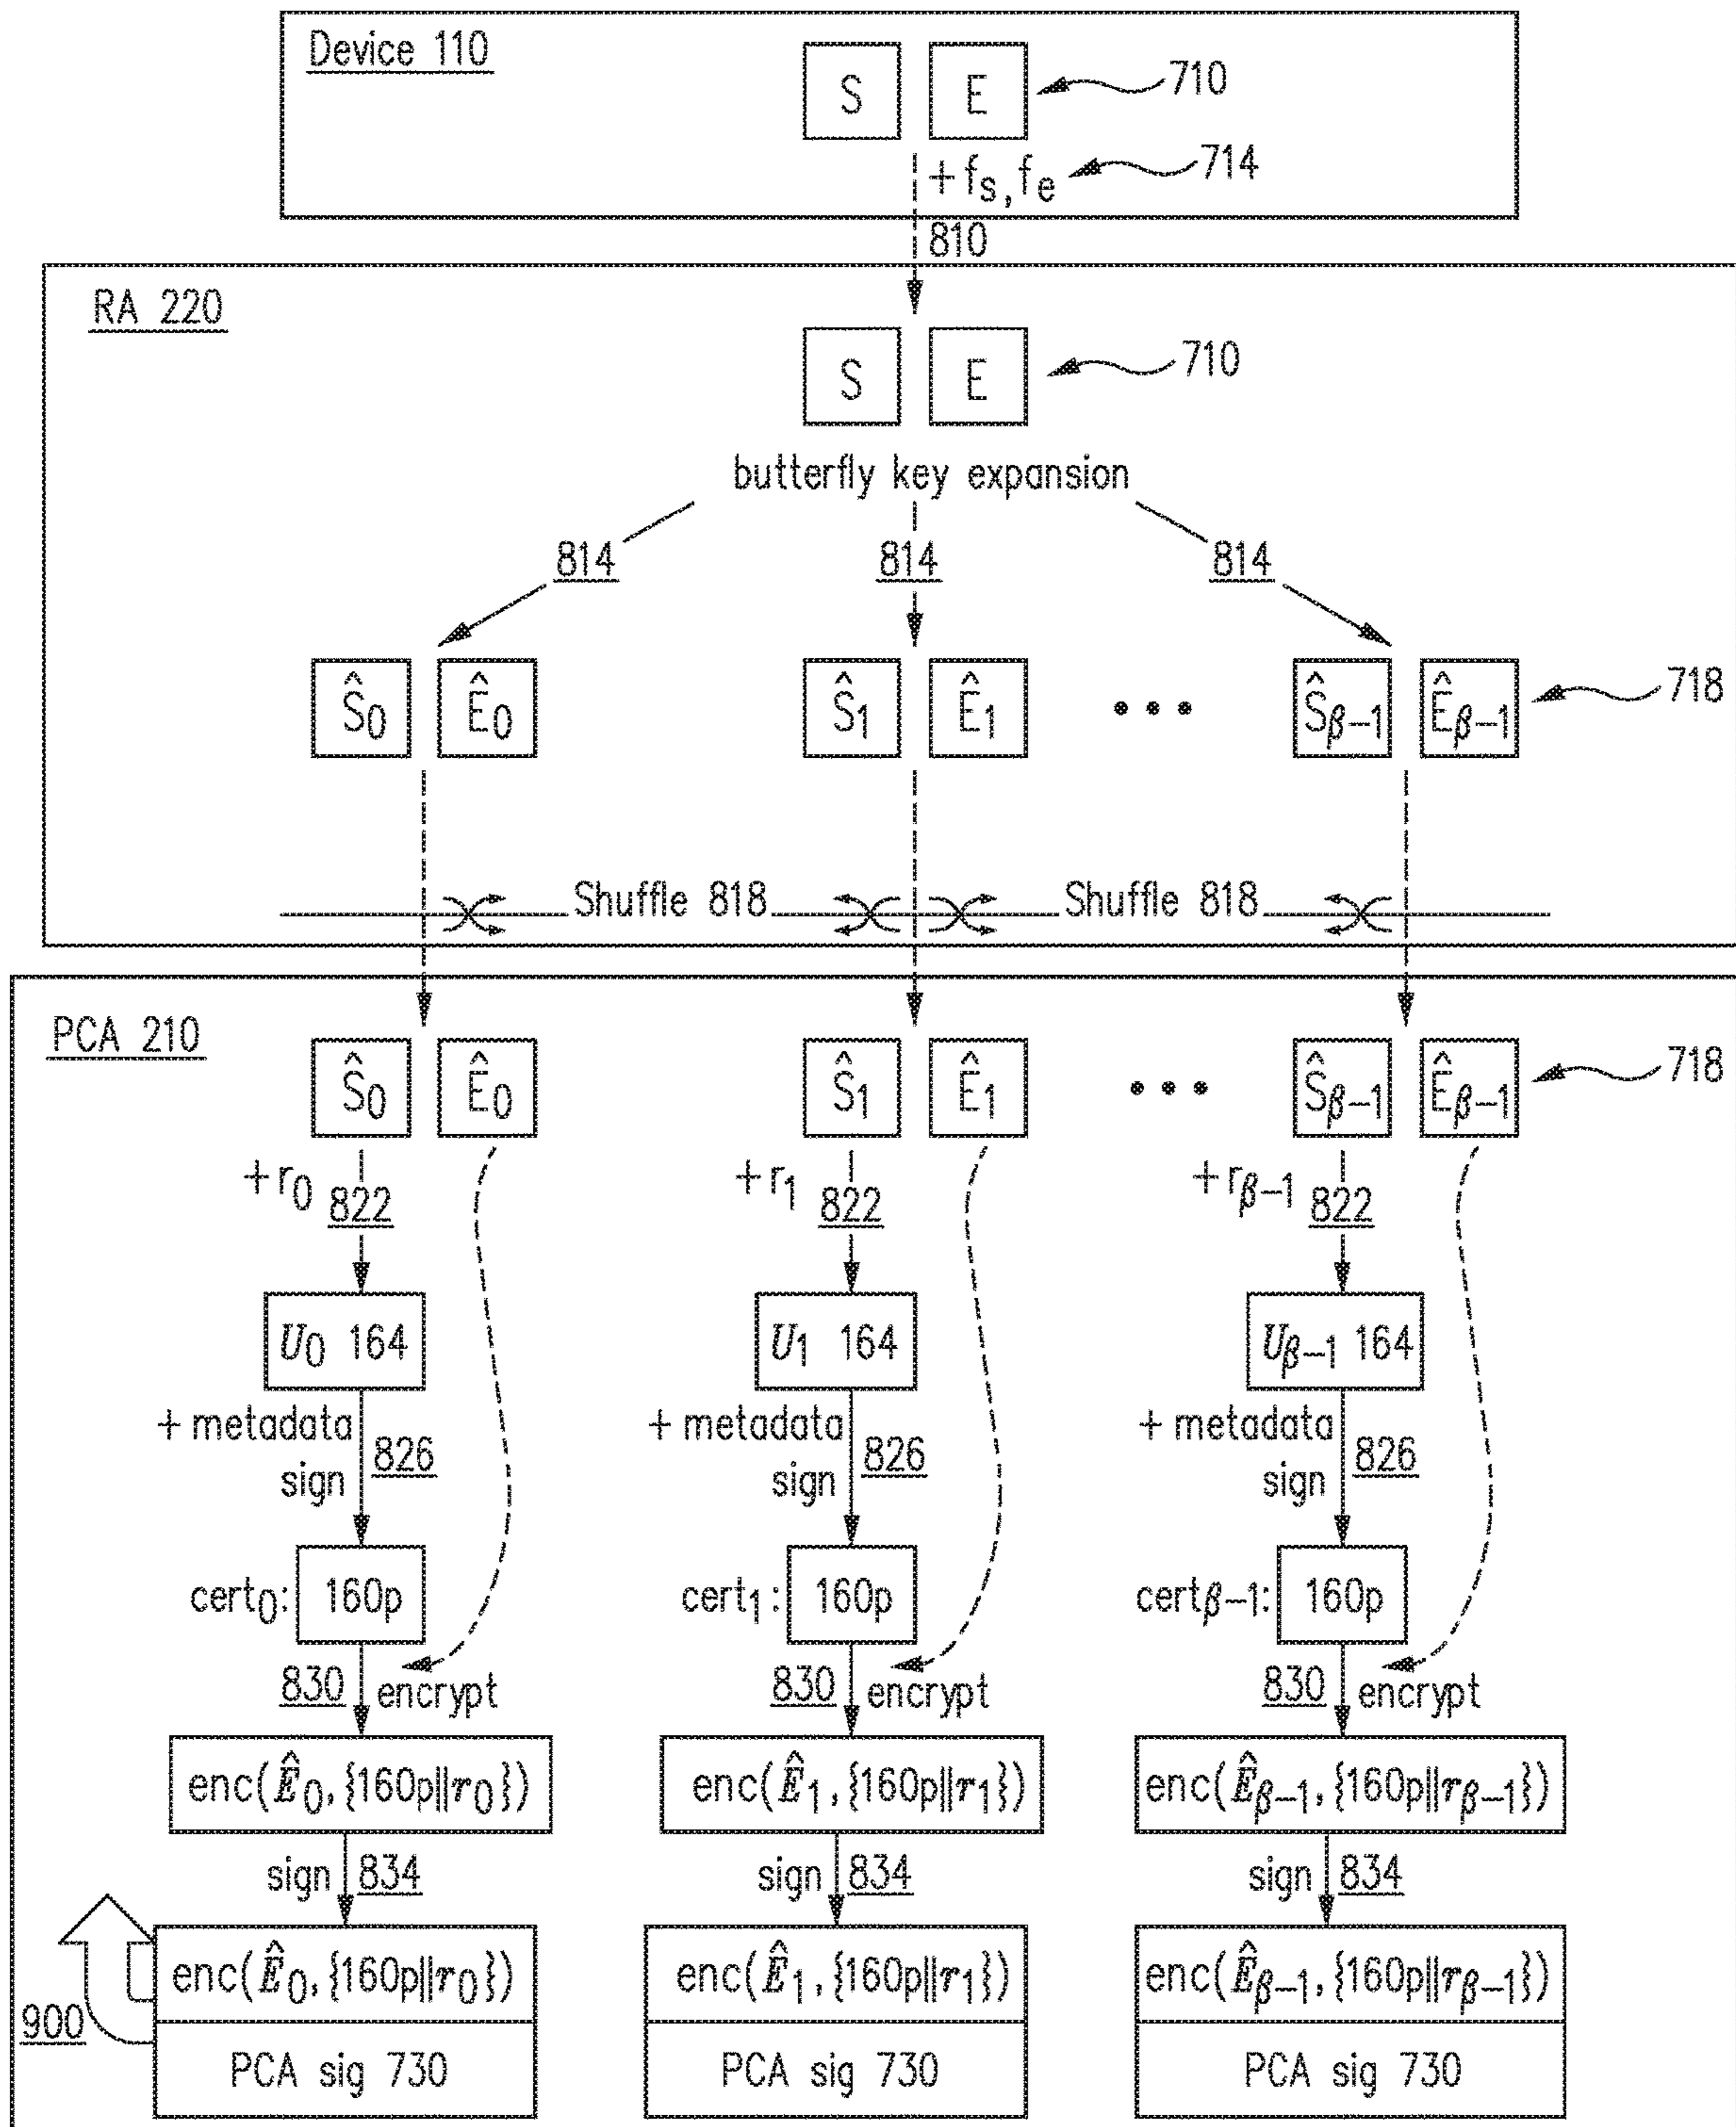 Device 110
S E 710
+ fs, fe 714
810
RA 220
S E 710
butterfly key expansion
814 814 814
Ŝ0 Ê0 Ŝ1 Ê1 ••• Ŝβ−1 Êβ−1 718
Shuffle 818 Shuffle 818
PCA 210
Ŝ0 Ê0 Ŝ1 Ê1 ••• Ŝβ−1 Êβ−1 718
+ r0 822 + r1 822 + rβ−1 822
U0 164 U1 164 Uβ−1 164
+ metadata + metadata + metadata
826 826 826
sign sign sign
cert0: 160p cert1: 160p certβ−1: 160p
830 encrypt 830 encrypt 830 encrypt
enc(Ê0, {160p||r0}) enc(Ê1, {160p||r1}) enc(Êβ−1, {160p||rβ−1})
sign 834 sign 834 sign 834
enc(Ê0, {160p||r0}) enc(Ê1, {160p||r1}) enc(Êβ−1, {160p||rβ−1})
900
PCA sig 730 PCA sig 730 PCA sig 730